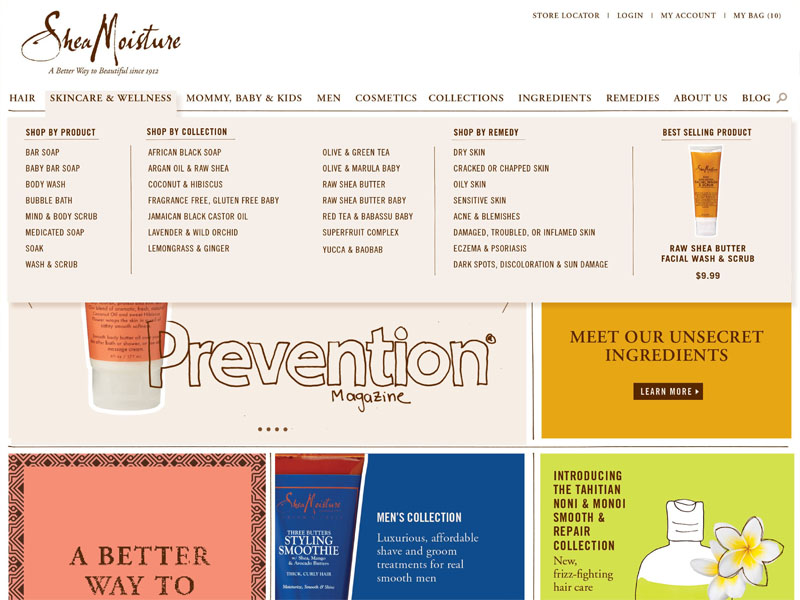 STORE LOCATOR | LOGIN | MY ACCOUNT | MY BAG (10)
Shea Moisture
A Better Way to Beautiful since 1912
HAIR SKINCARE & WELLNESS MOMMY, BABY & KIDS MEN COSMETICS COLLECTIONS INGREDIENTS REMEDIES ABOUT US BLOG
SHOP BY PRODUCT
BAR SOAP
BABY BAR SOAP
BODY WASH
BUBBLE BATH
MIND & BODY SCRUB
MEDICATED SOAP
SOAK
WASH & SCRUB
SHOP BY COLLECTION
AFRICAN BLACK SOAP
ARGAN OIL & RAW SHEA
COCONUT & HIBISCUS
FRAGRANCE FREE, GLUTEN FREE BABY
JAMAICAN BLACK CASTOR OIL
LAVENDER & WILD ORCHID
LEMONGRASS & GINGER
OLIVE & GREEN TEA
OLIVE & MARULA BABY
RAW SHEA BUTTER
RAW SHEA BUTTER BABY
RED TEA & BABASSU BABY
SUPERFRUIT COMPLEX
YUCCA & BAOBAB
SHOP BY REMEDY
DRY SKIN
CRACKED OR CHAPPED SKIN
OILY SKIN
SENSITIVE SKIN
ACNE & BLEMISHES
DAMAGED, TROUBLED, OR INFLAMED SKIN
ECZEMA & PSORIASIS
DARK SPOTS, DISCOLORATION & SUN DAMAGE
BEST SELLING PRODUCT
RAW SHEA BUTTER
FACIAL WASH & SCRUB
$9.99
Prevention®
Magazine
MEET OUR UNSECRET
INGREDIENTS
LEARN MORE
A BETTER
WAY TO
Shea Moisture
THREE BUTTERS
STYLING
SMOOTHIE
w/ Shea, Mango
& Avocado Butters
THICK, CURLY HAIR
Moisturize, Smooth & Shine
MEN'S COLLECTION
Luxurious, affordable
shave and groom
treatments for real
smooth men
INTRODUCING
THE TAHITIAN
NONI & MONOI
SMOOTH &
REPAIR
COLLECTION
New,
frizz-fighting
hair care